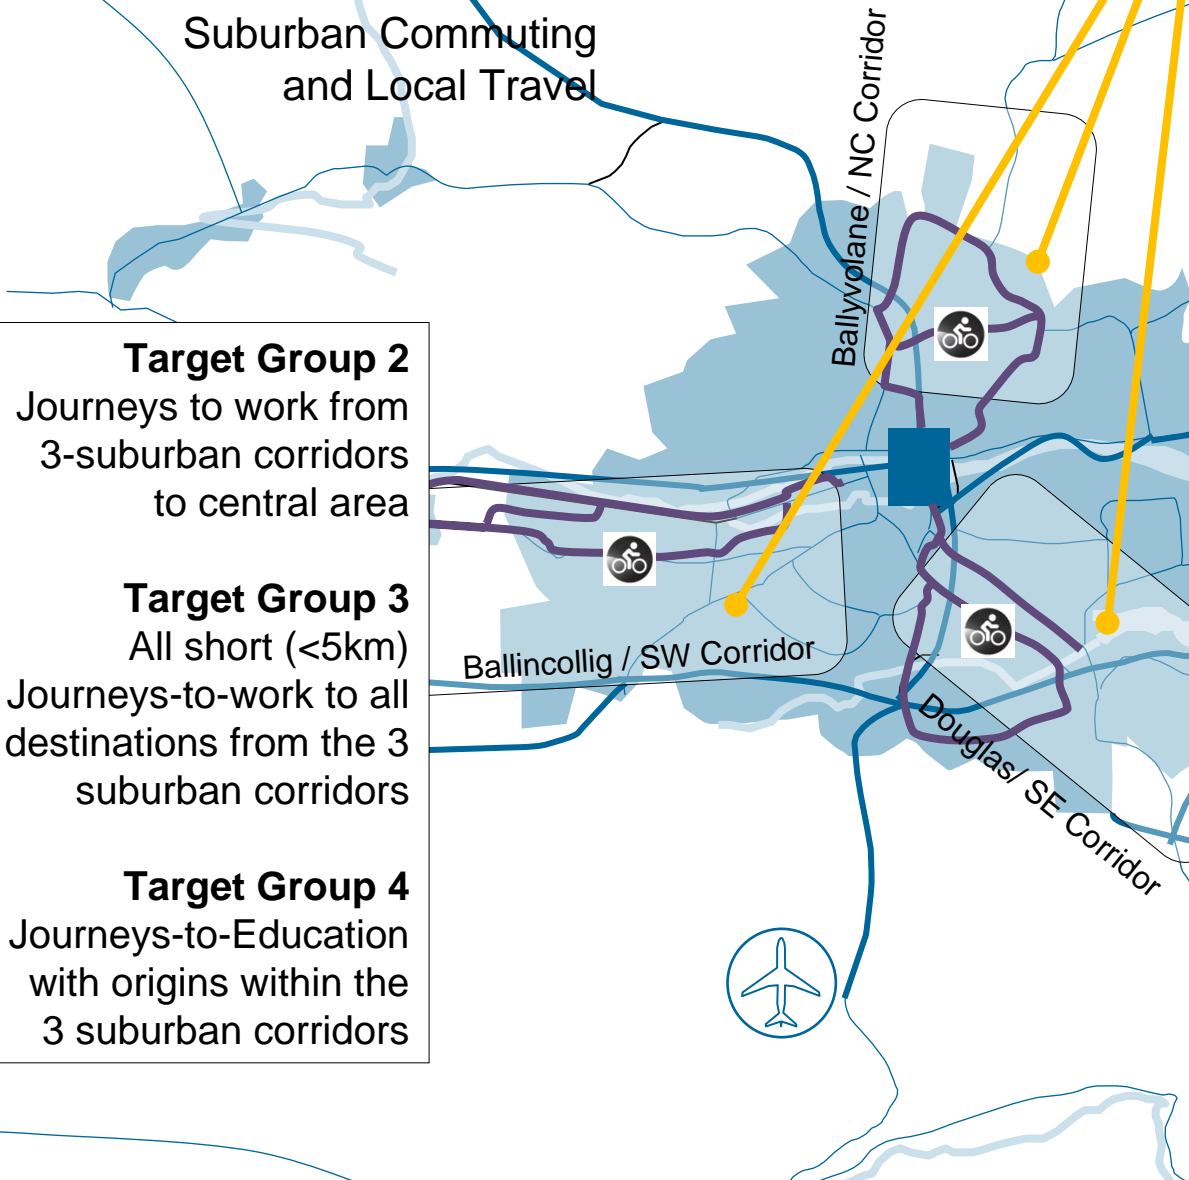 Suburban Commuting
and Local Travel
Ballyvolane / NC Corridor
Target Group 2
Journeys to work from
3-suburban corridors
to central area
Target Group 3
All short (<5km)
Journeys-to-work to all
destinations from the 3
suburban corridors
Target Group 4
Journeys-to-Education
with origins within the
3 suburban corridors
Ballincollig / SW Corridor
Douglas/ SE Corridor